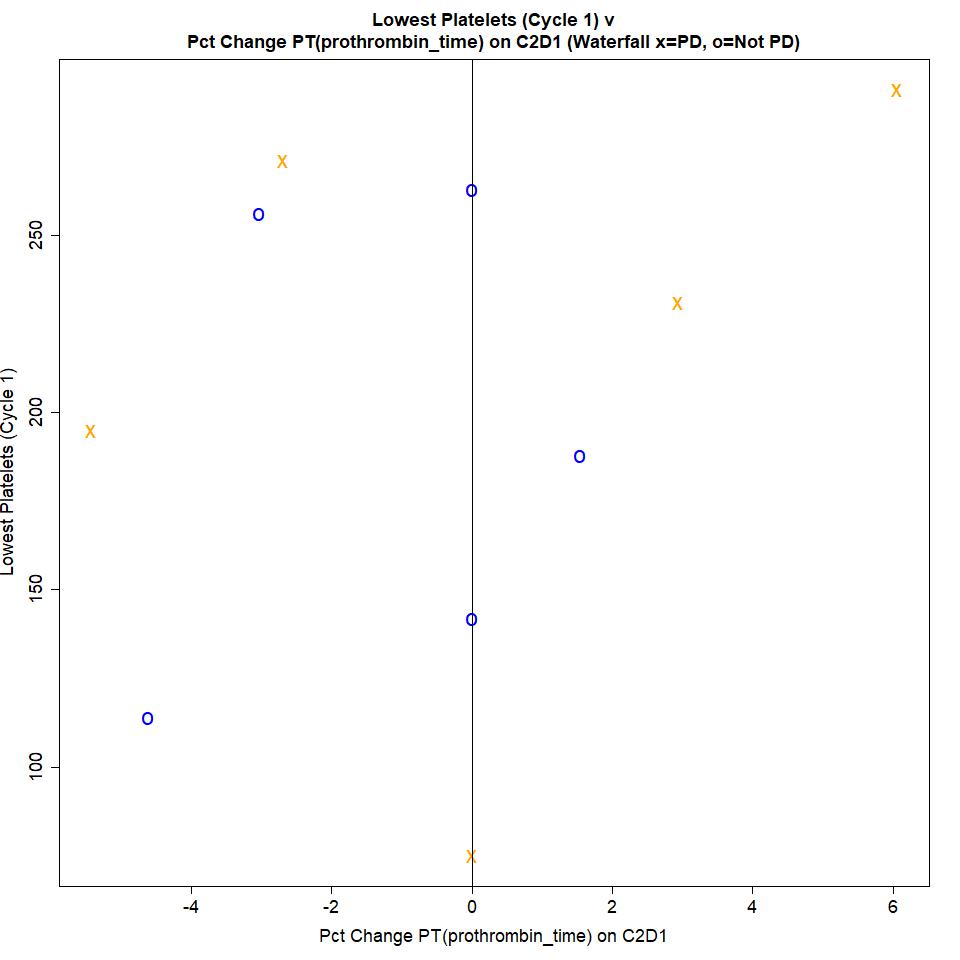 Lowest Platelets (Cycle 1) v
Pct Change PT(prothrombin_time) on C2D1 (Waterfall x=PD, o=Not PD)
Lowest Platelets (Cycle 1)
250
200
150
100
X
X
O
O
X
X
O
O
O
X
-4
-2
0
2
4
6
Pct Change PT(prothrombin_time) on C2D1